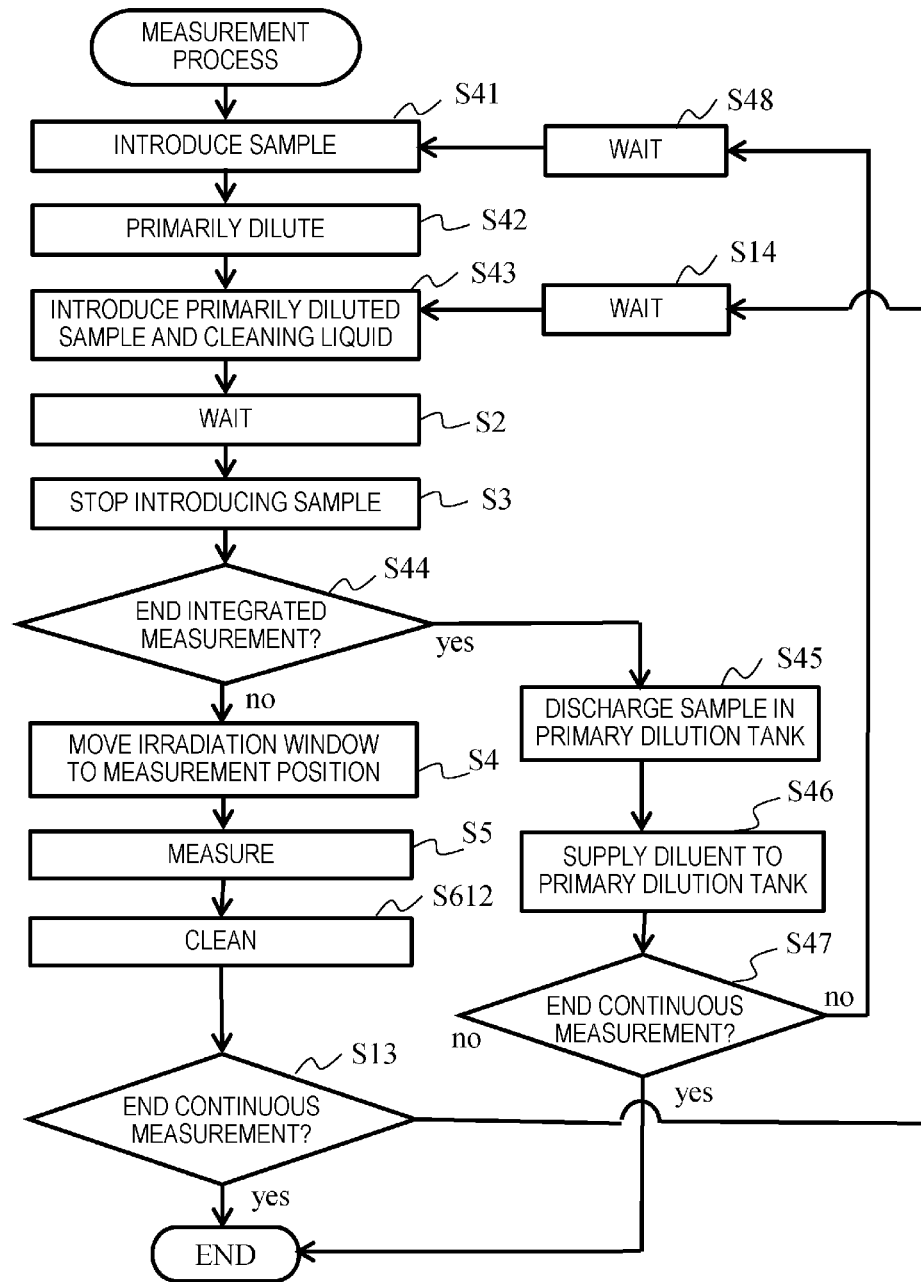 MEASUREMENT
PROCESS
S41
INTRODUCE SAMPLE
S48
WAIT
PRIMARILY DILUTE
S42
S43
INTRODUCE PRIMARILY DILUTED
SAMPLE AND CLEANING LIQUID
S14
WAIT
WAIT
S2
STOP INTRODUCING SAMPLE
S3
S44
END INTEGRATED
MEASUREMENT?
yes
no
S45
DISCHARGE SAMPLE IN
PRIMARY DILUTION TANK
MOVE IRRADIATION WINDOW
TO MEASUREMENT POSITION
S4
S46
SUPPLY DILUENT TO
PRIMARY DILUTION TANK
MEASURE
S5
S612
CLEAN
S47
END CONTINUOUS
MEASUREMENT?
no
no
yes
S13
END CONTINUOUS
MEASUREMENT?
yes
END